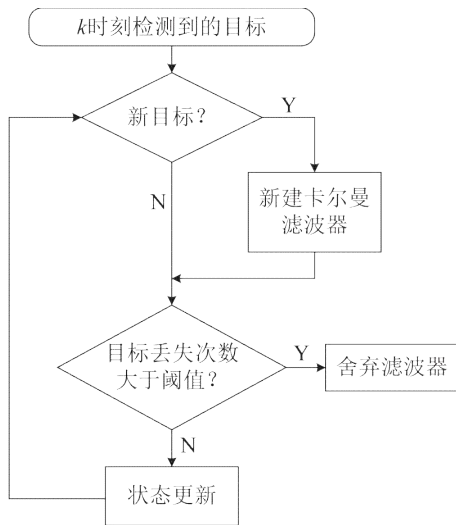 k时刻检测到的目标
新目标？
Y
N
新建卡尔曼
滤波器
目标丢失次数
大于阈值？
Y
舍弃滤波器
N
状态更新